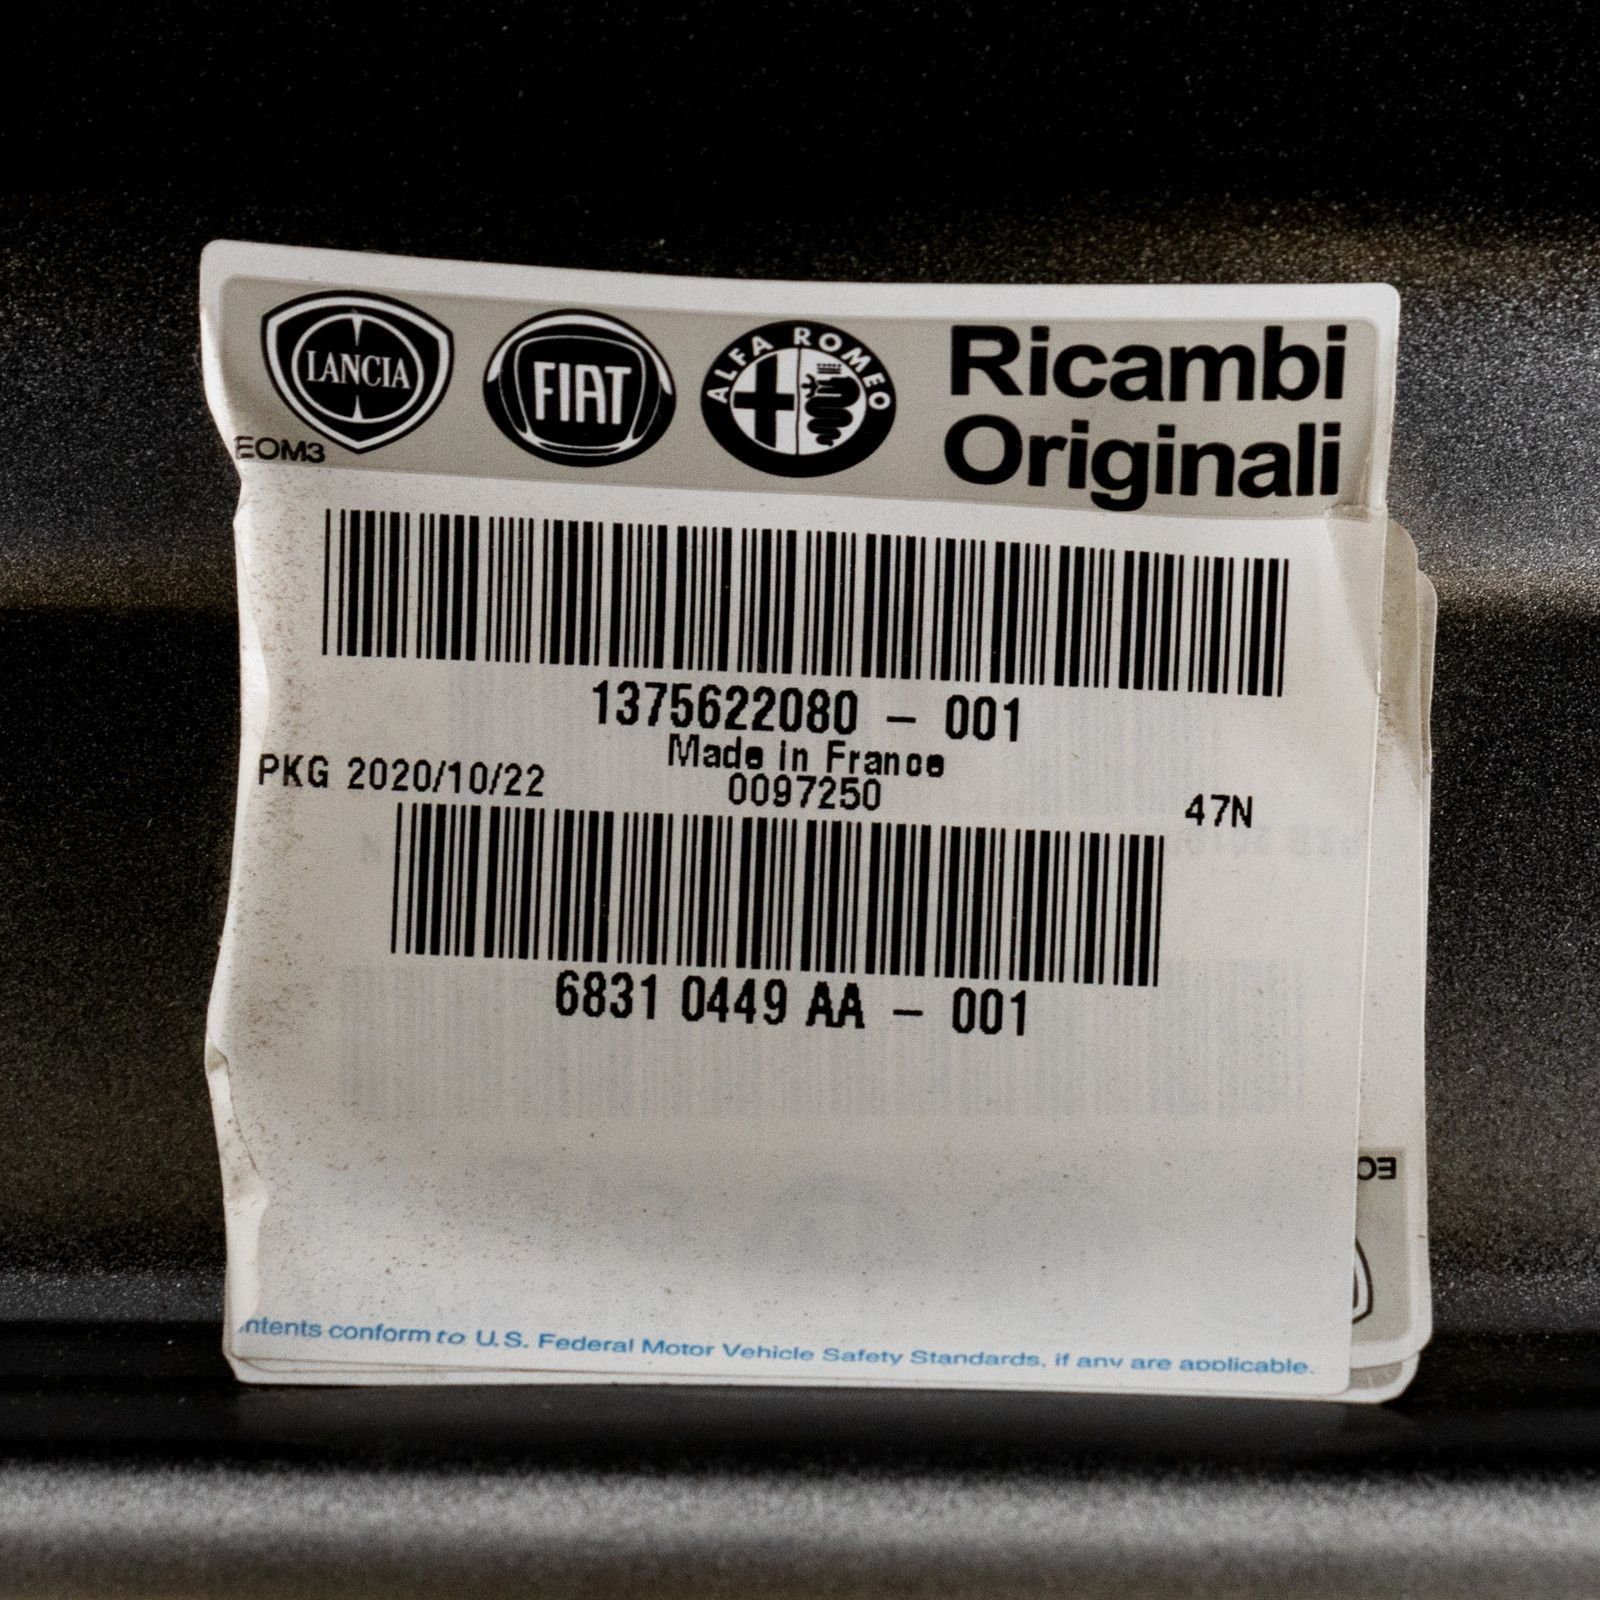 LANCIA
FIAT
ALFA ROMEO
Ricambi
Originali
EOM3
1375622080 - 001
Made in France
PKG 2020/10/22
0097250
47N
6831 0449 AA - 001
ntents conform to U.S. Federal Motor Vehicle Safety Standards, if any are applicable.
EO